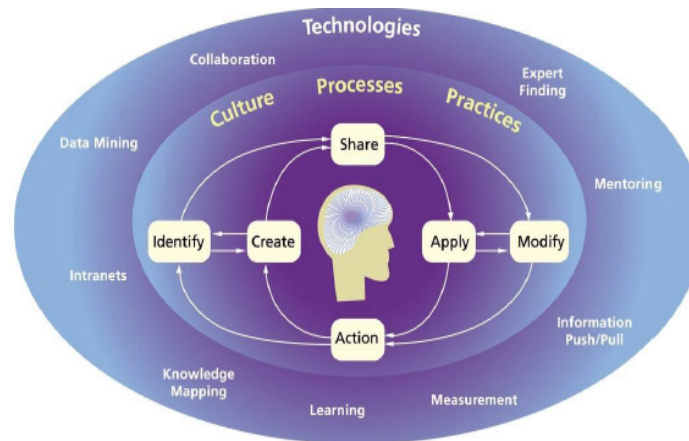 Technologies
Collaboration
Expert
Finding
Culture
Processes
Practices
Data Mining
Share
Mentoring
Identify
Create
Apply
Modify
Intranets
Action
Information
Push/Pull
Knowledge
Mapping
Learning
Measurement